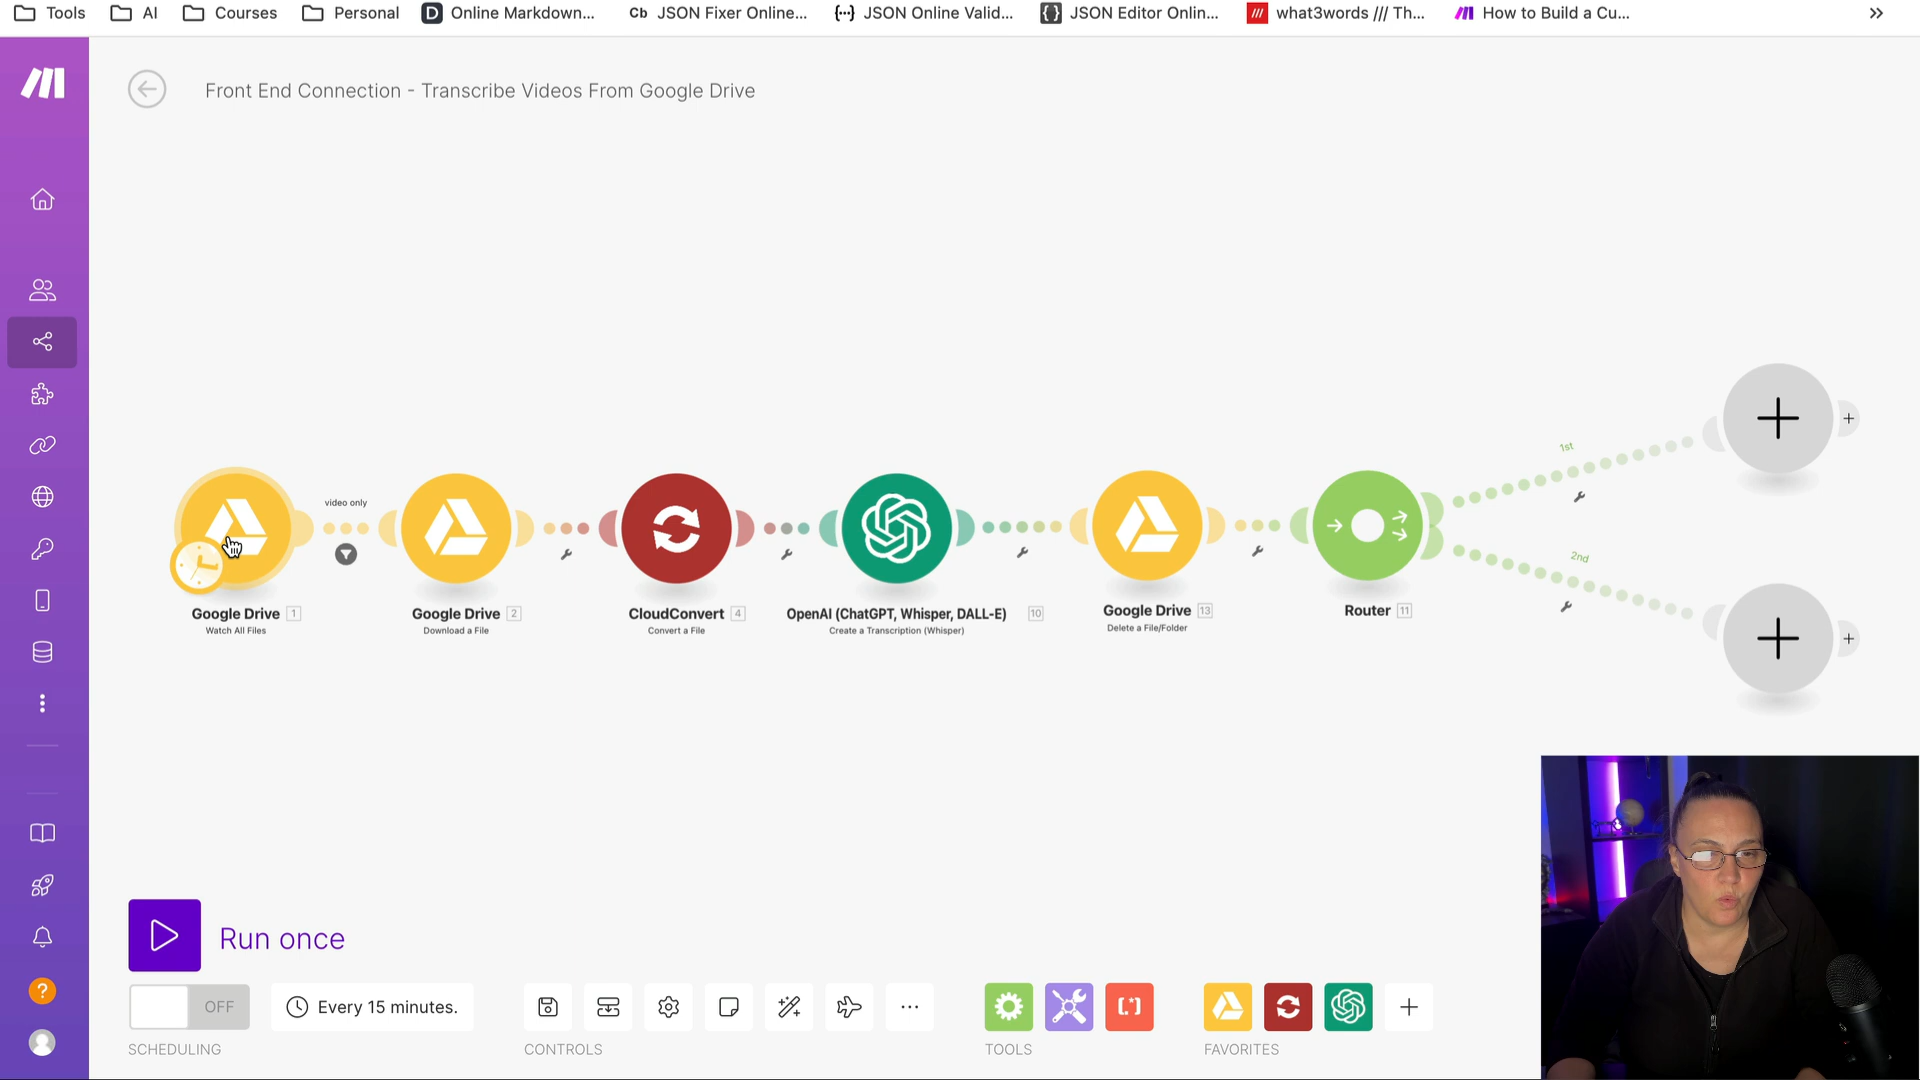 Tools AI Courses Personal Online Markdown... JSON Fixer Online... JSON Online Valid... JSON Editor Onlin... what3words /// Th... How to Build a Cu...
Front End Connection - Transcribe Videos From Google Drive
1st
video only
2nd
Google Drive 1
Watch All Files
Google Drive 2
Download a File
CloudConvert 4
Convert a File
OpenAI (ChatGPT, Whisper, DALL-E) 10
Create a Transcription (Whisper)
Google Drive 13
Delete a File/Folder
Router 11
Run once
OFF
Every 15 minutes.
SCHEDULING
CONTROLS
TOOLS
FAVORITES